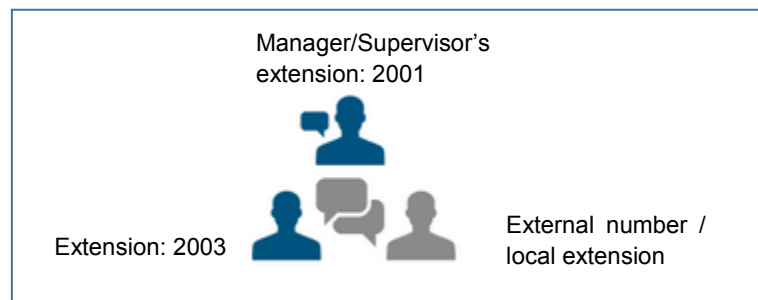 Manager/Supervisor’s
extension: 2001
Extension: 2003
External number /
local extension